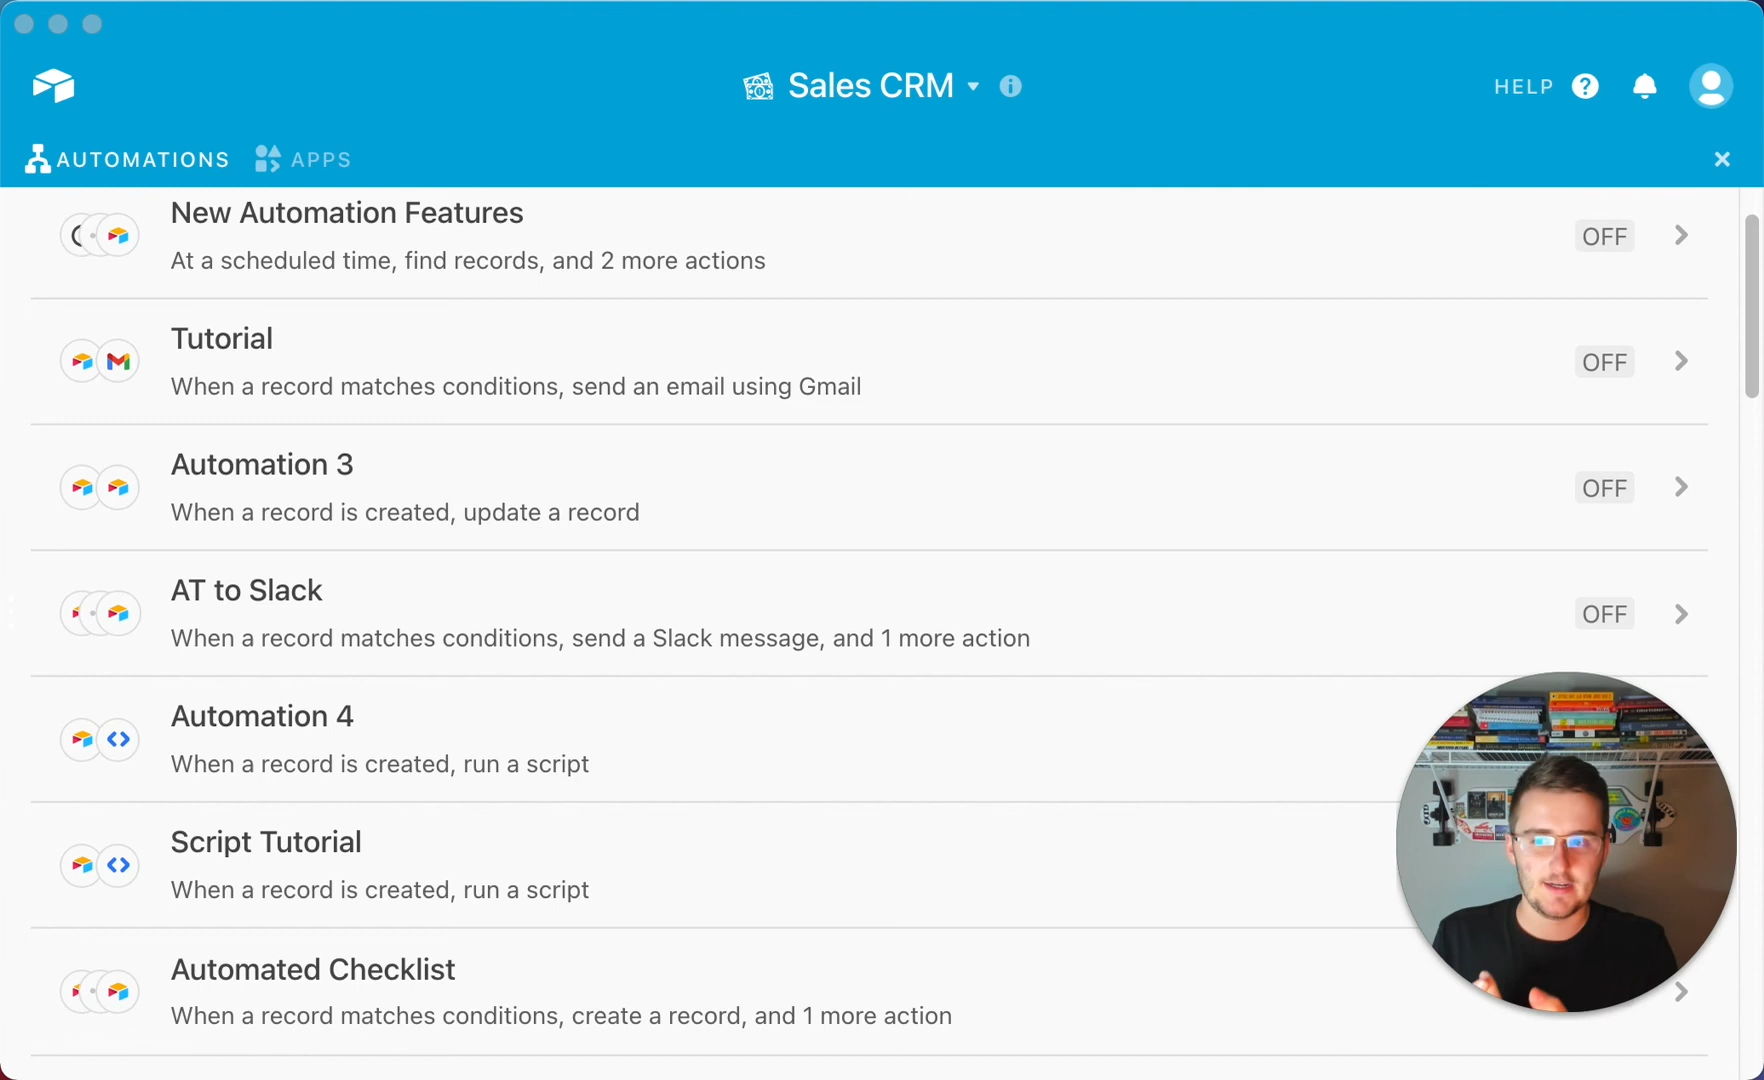 Sales CRM
HELP
AUTOMATIONS
APPS
New Automation Features
OFF
At a scheduled time, find records, and 2 more actions
Tutorial
OFF
When a record matches conditions, send an email using Gmail
Automation 3
OFF
When a record is created, update a record
AT to Slack
OFF
When a record matches conditions, send a Slack message, and 1 more action
Automation 4
When a record is created, run a script
Script Tutorial
When a record is created, run a script
Automated Checklist
When a record matches conditions, create a record, and 1 more action